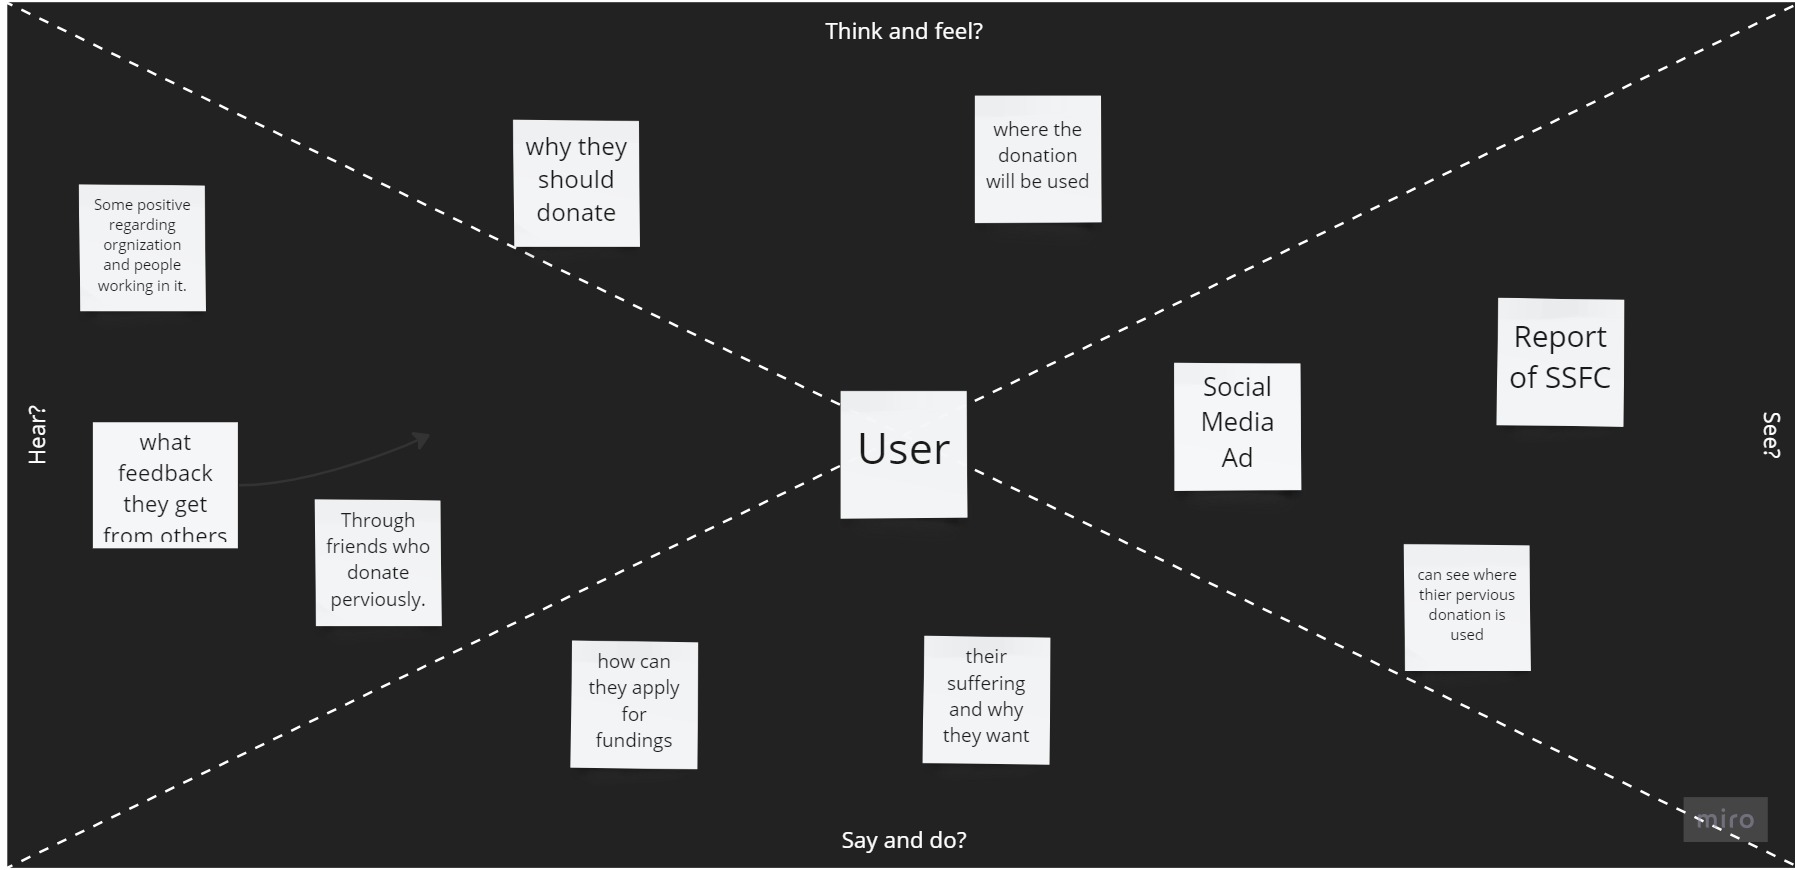 Think and feel?
why they
should
donate
where the
donation
will be used
Hear?
Some positive
regarding
orgnization
and people
working in it.
what
feedback
they get
from others
Through
friends who
donate
perviously.
User
See?
Social
Media
Ad
Report
of SSFC
can see where
thier pervious
donation is
used
how can
they apply
for
fundings
their
suffering
and why
they want
Say and do?
miro